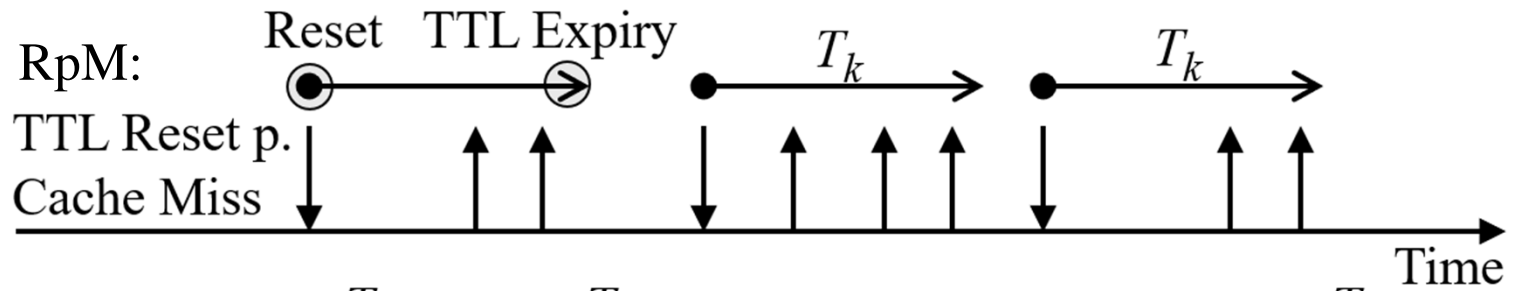 Reset TTL Expiry
RpM:
T_k T_k
TTL Reset p.
Cache Miss
Time